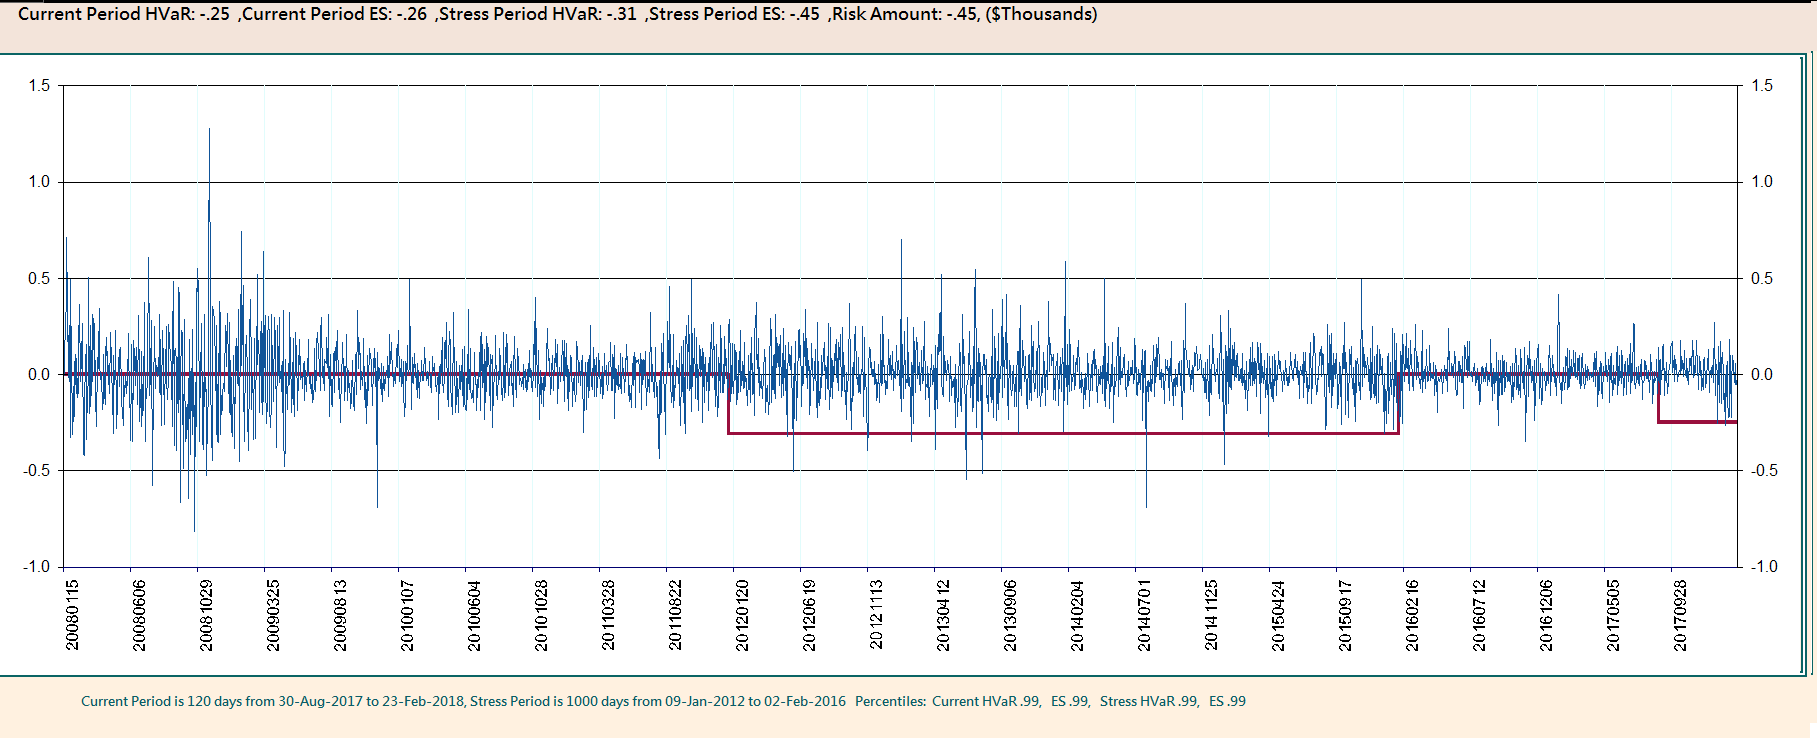 Current Period HVaR: -.25 ,Current Period ES: -.26 ,Stress Period HVaR: -.31 ,Stress Period ES: -.45 ,Risk Amount: -.45, ($Thousands)
1.5 1.5
1.0 1.0
0.5 0.5
0.0 0.0
-0.5 -0.5
-1.0 -1.0
20080115 20080606 20081029 20090325 20090813 20100107 20100604 20101028 20110328 20110822 20120120 20120619 20121113 20130412 20130906 20140204 20140701 20141125 20150424 20150917 20160216 20160712 20161206 20170505 20170928
Current Period is 120 days from 30-Aug-2017 to 23-Feb-2018, Stress Period is 1000 days from 09-Jan-2012 to 02-Feb-2016 Percentiles: Current HVaR .99, ES .99, Stress HVaR .99, ES .99